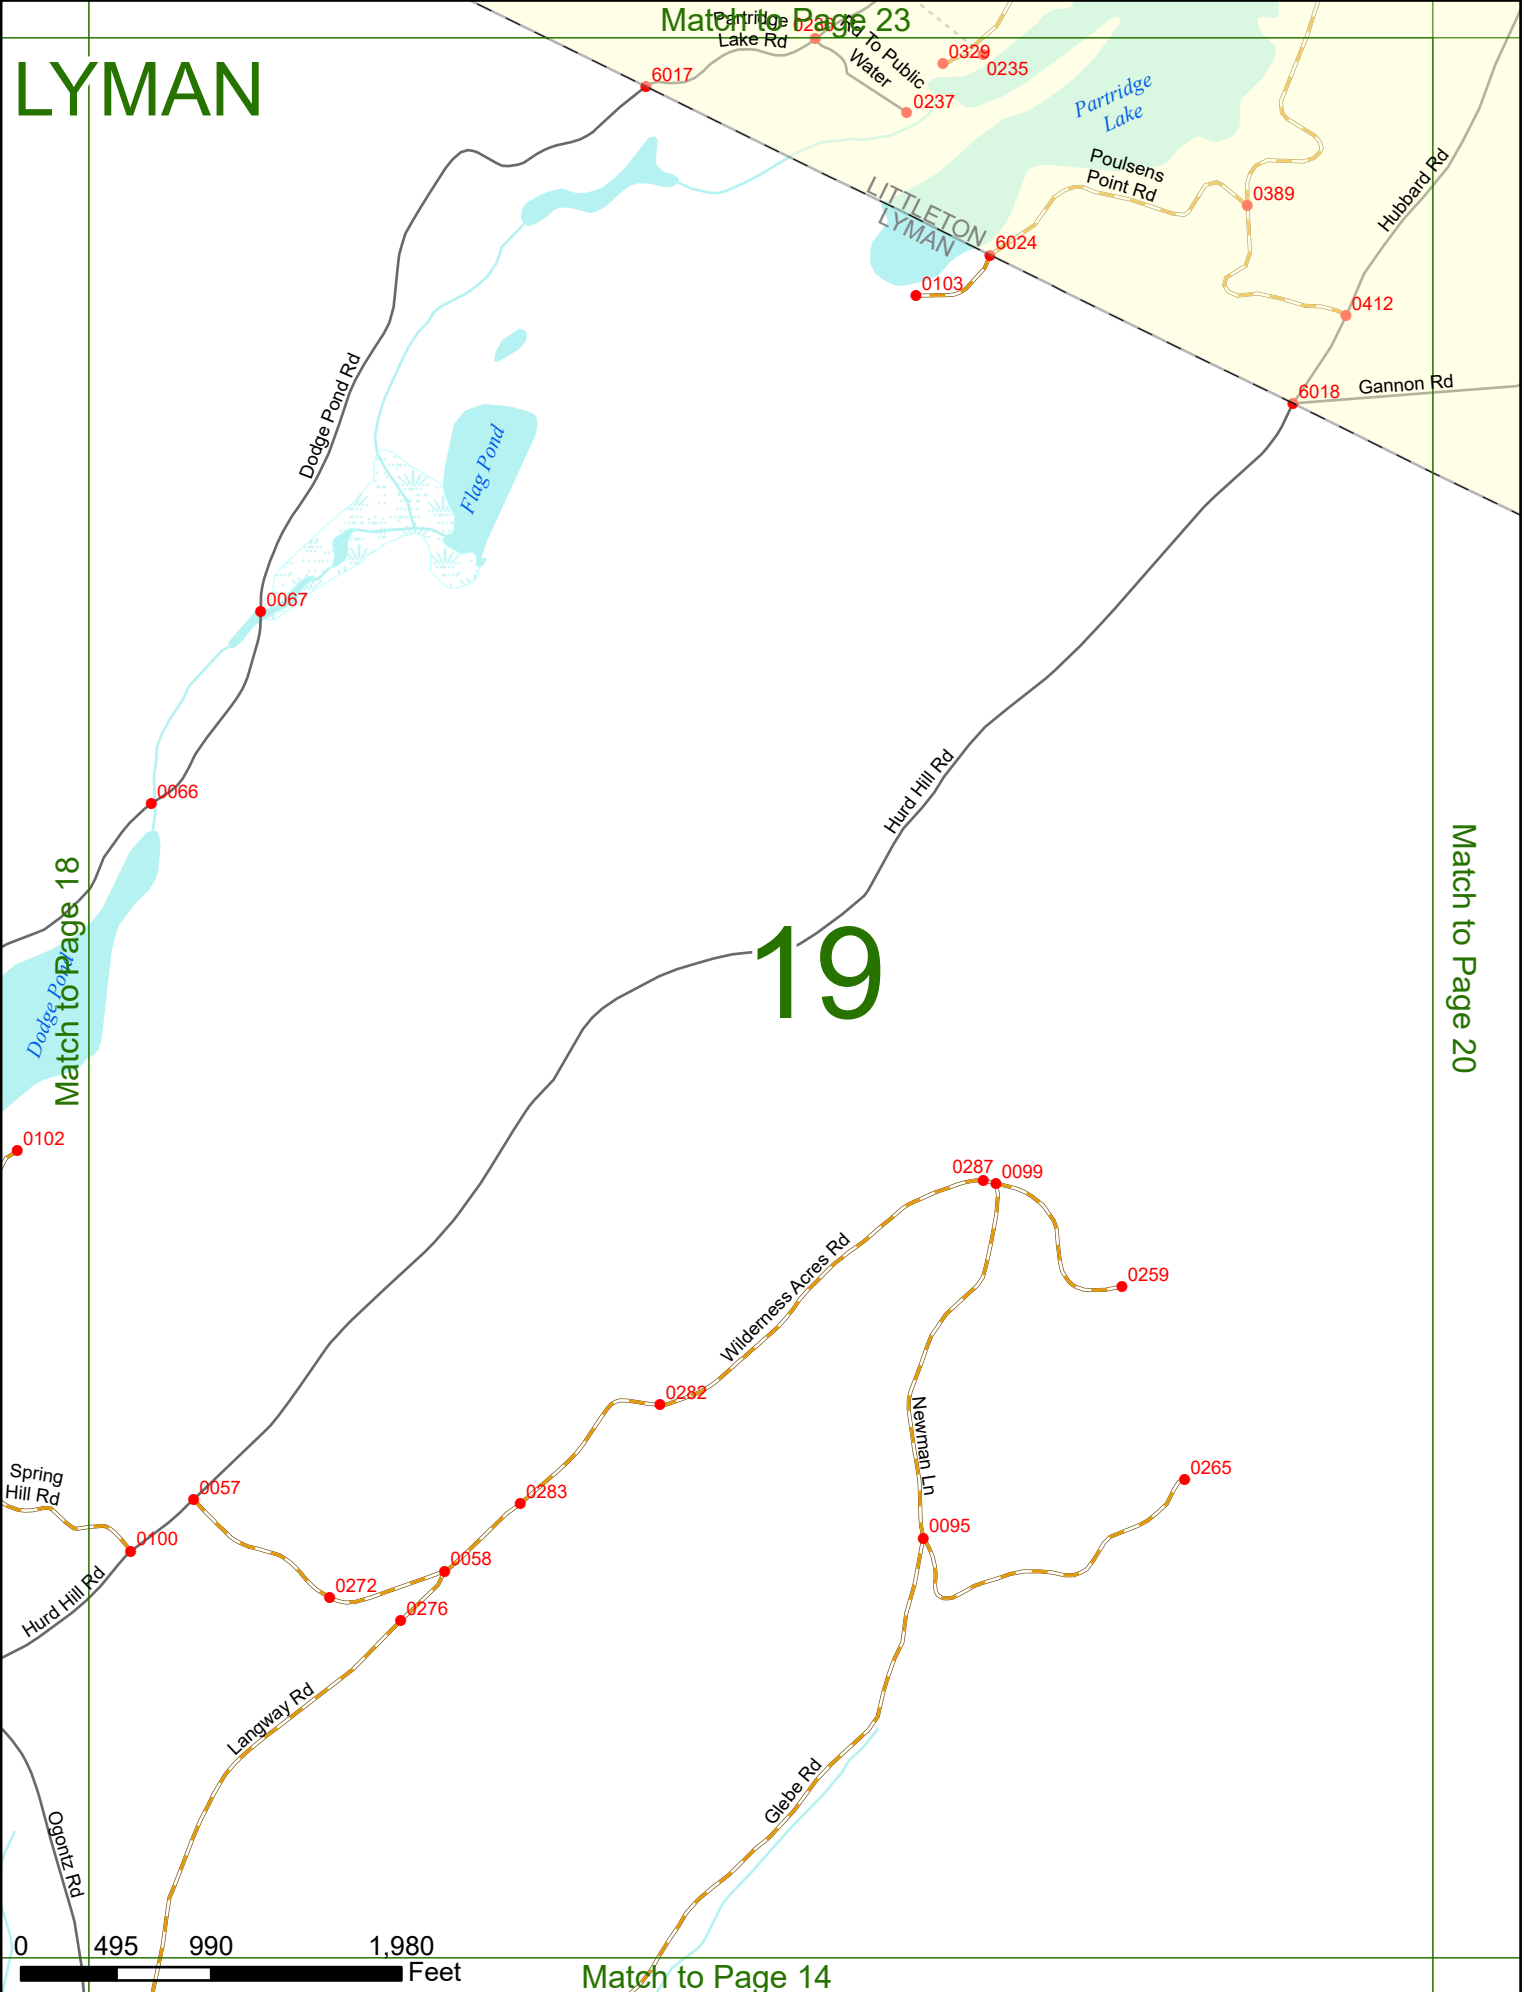 Match to Page 23
Partridge
Lake Rd
0236
Rd To Public
Water
0329
0235
LYMAN
6017
0237
Partridge
Lake
Poulsens
Point Rd
Hubbard Rd
0389
LITTLETON
LYMAN
6024
0103
0412
6018
Gannon Rd
Dodge Pond Rd
Flag Pond
0067
0066
Hurd Hill Rd
Match to Page 18
Dodge Pond
19
Match to Page 20
0102
0287
0099
0259
Wilderness Acres Rd
0282
Newman Ln
Spring
Hill Rd
0057
0283
0265
0100
0095
0058
0272
0276
Hurd Hill Rd
Langway Rd
Glebe Rd
Ogontz Rd
0 495 990 1,980
Feet
Match to Page 14